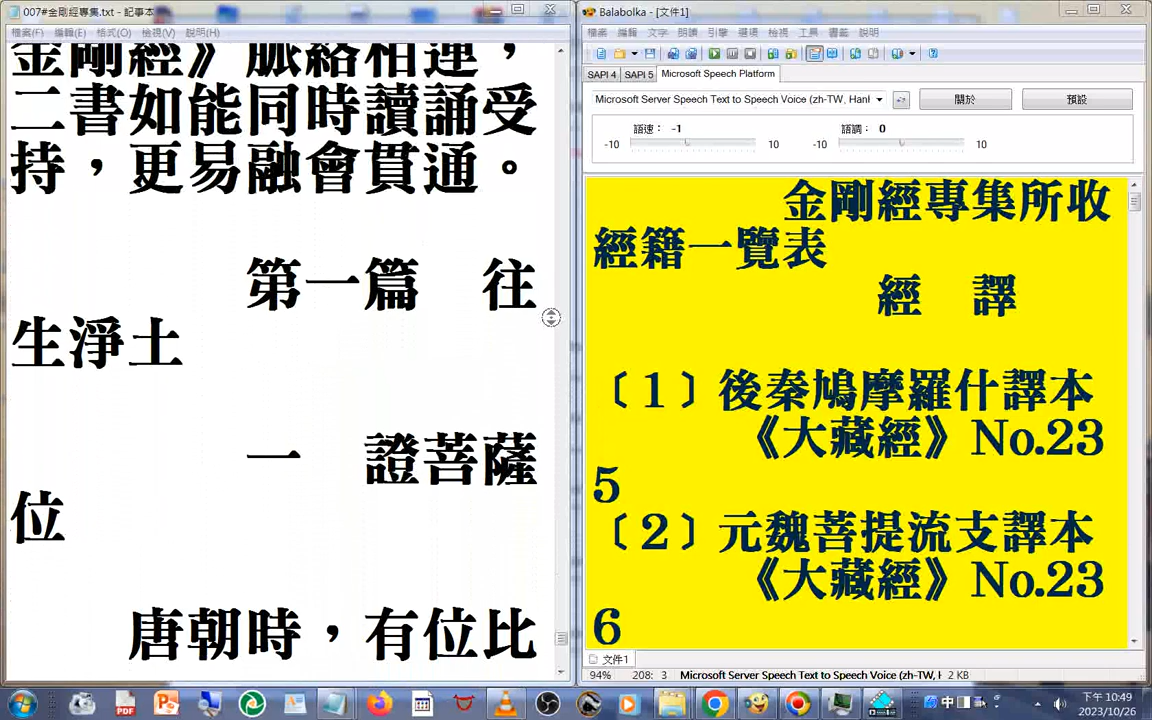 007#金剛經專集.txt - 記事本
檔案(F) 編輯(E) 格式(O) 檢視(V) 說明(H)
金剛經》脈絡相連，
二書如能同時讀誦受
持，更易融會貫通。
第一篇　往
生淨土
一　證菩薩
位
唐朝時，有位比
Balabolka - [文件1]
檔案 編輯 文字 朗讀 引擎 選項 檢視 工具 書籤 說明
SAPI 4 SAPI 5 Microsoft Speech Platform
Microsoft Server Speech Text to Speech Voice (zh-TW, Hanl
關於 預設
語速： -1 語調： 0
-10 10 -10 10
金剛經專集所收
經籍一覽表
經　譯
〔1〕後秦鳩摩羅什譯本
《大藏經》No.23
5
〔2〕元魏菩提流支譯本
《大藏經》No.23
6
文件1
94% 208: 3 Microsoft Server Speech Text to Speech Voice (zh-TW, H 2 KB
PDF
中
下午 10:49
2023/10/26